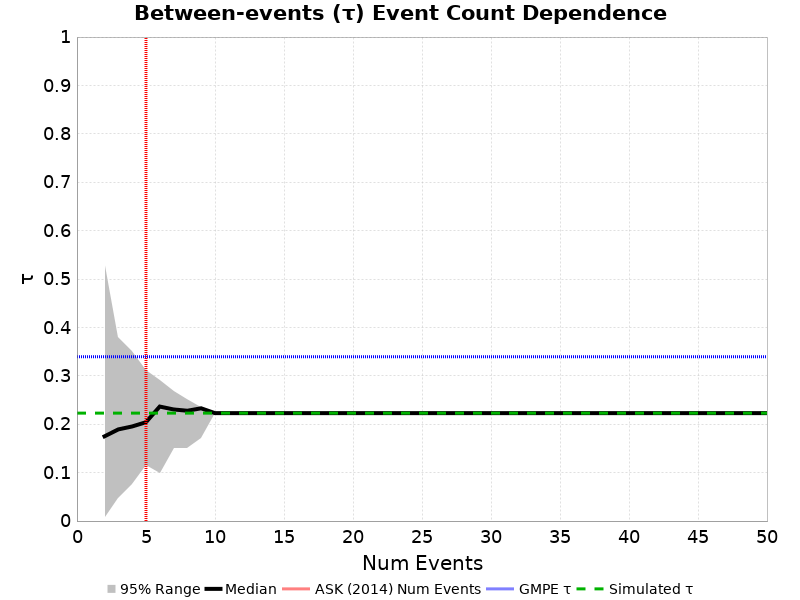 Between-events (τ) Event Count Dependence
1
0.9
0.8
0.7
0.6
0.5
0.4
0.3
0.2
0.1
0
τ
0 5 10 15 20 25 30 35 40 45 50
Num Events
95% Range Median ASK (2014) Num Events GMPE τ Simulated τ